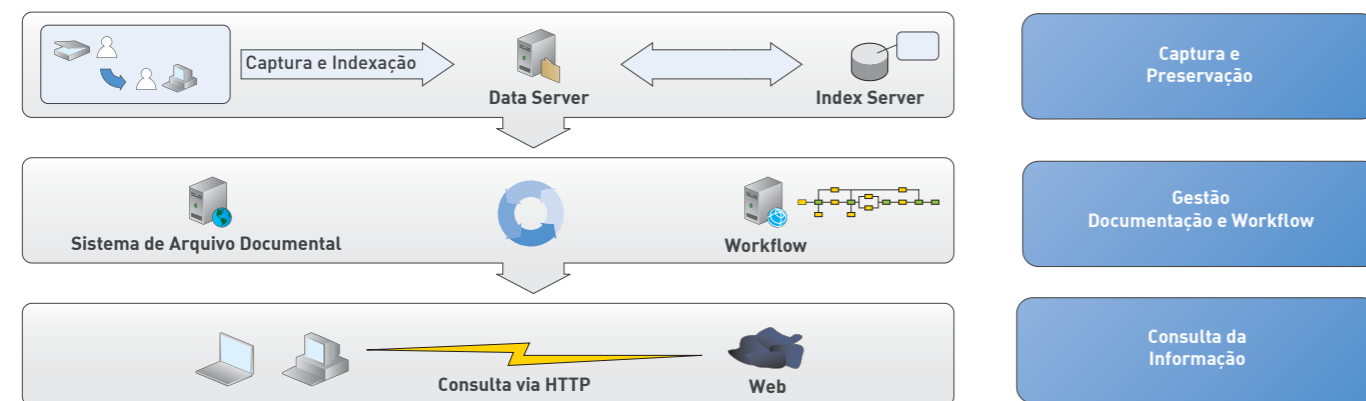 Captura e Indexação
Data Server
Index Server
Captura e
Preservação
Sistema de Arquivo Documental
Workflow
Gestão
Documentação e Workflow
Consulta via HTTP
Web
Consulta da
Informação